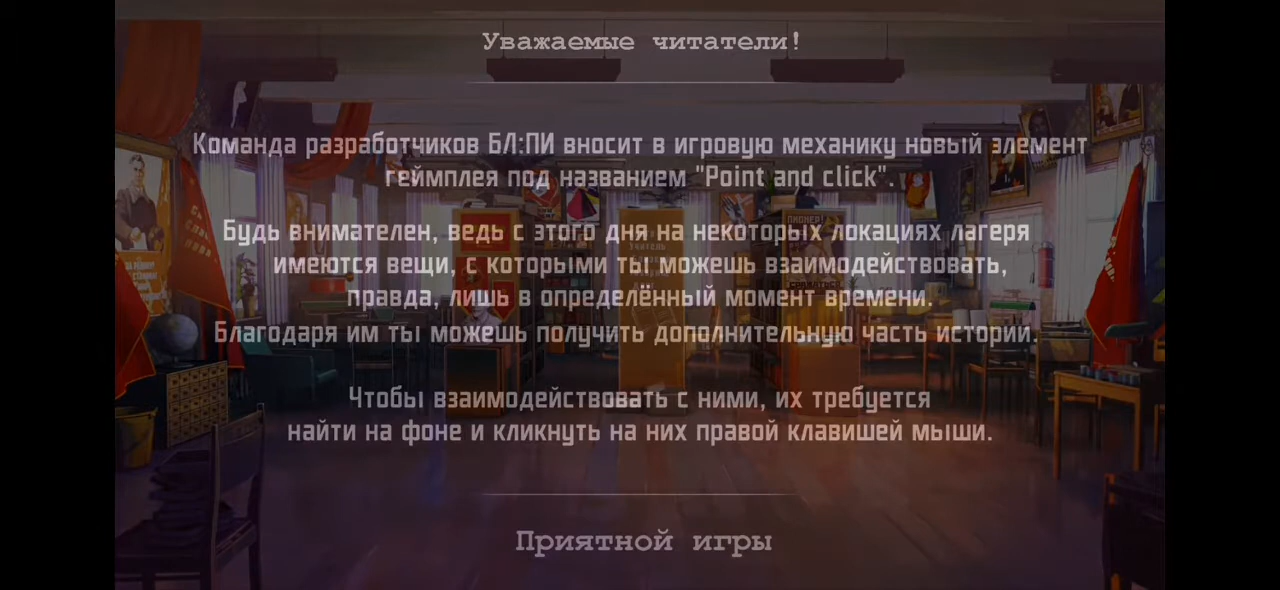 Уважаемые читатели!
Команда разработчиков БЛ:ПИ вносит в игровую механику новый элемент
геймплея под названием "Point and click".
Будь внимателен, ведь с этого дня на некоторых локациях лагеря
имеются вещи, с которыми ты можешь взаимодействовать,
правда, лишь в определённый момент времени.
Благодаря им ты можешь получить дополнительную часть истории.
Чтобы взаимодействовать с ними, их требуется
найти на фоне и кликнуть на них правой клавишей мыши.
Приятной игры